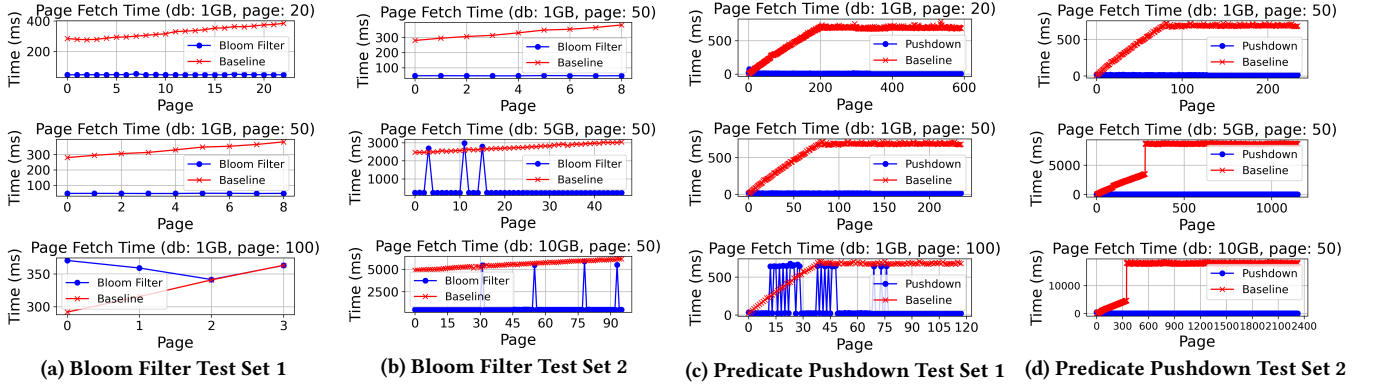 Page Fetch Time (db: 1GB, page: 20)
Time (ms)
400
200
Bloom Filter
Baseline
0 5 10 15 20
Page
Page Fetch Time (db: 1GB, page: 50)
Time (ms)
300
200
100
Bloom Filter
Baseline
0 2 4 6 8
Page
Page Fetch Time (db: 1GB, page: 100)
Time (ms)
350
300
Bloom Filter
Baseline
0 1 2 3
Page
(a) Bloom Filter Test Set 1
Page Fetch Time (db: 1GB, page: 50)
Time (ms)
300
200
100
Bloom Filter
Baseline
0 2 4 6 8
Page
Page Fetch Time (db: 5GB, page: 50)
Time (ms)
3000
2000
1000
Bloom Filter
Baseline
0 10 20 30 40
Page
Page Fetch Time (db: 10GB, page: 50)
Time (ms)
5000
2500
Bloom Filter
Baseline
0 15 30 45 60 75 90
Page
(b) Bloom Filter Test Set 2
Page Fetch Time (db: 1GB, page: 20)
Time (ms)
500
0
Pushdown
Baseline
0 200 400 600
Page
Page Fetch Time (db: 1GB, page: 50)
Time (ms)
500
0
Pushdown
Baseline
0 50 100 150 200
Page
Page Fetch Time (db: 1GB, page: 100)
Time (ms)
500
0
Pushdown
Baseline
0 15 30 45 60 75 90 105 117
Page
(c) Predicate Pushdown Test Set 1
Page Fetch Time (db: 1GB, page: 50)
Time (ms)
500
0
Pushdown
Baseline
0 100 200
Page
Page Fetch Time (db: 5GB, page: 50)
Time (ms)
5000
0
Pushdown
Baseline
0 500 1000
Page
Page Fetch Time (db: 10GB, page: 50)
Time (ms)
10000
0
Pushdown
Baseline
0 300 600 900 1200 1500 1800 2100 2400
Page
(d) Predicate Pushdown Test Set 2